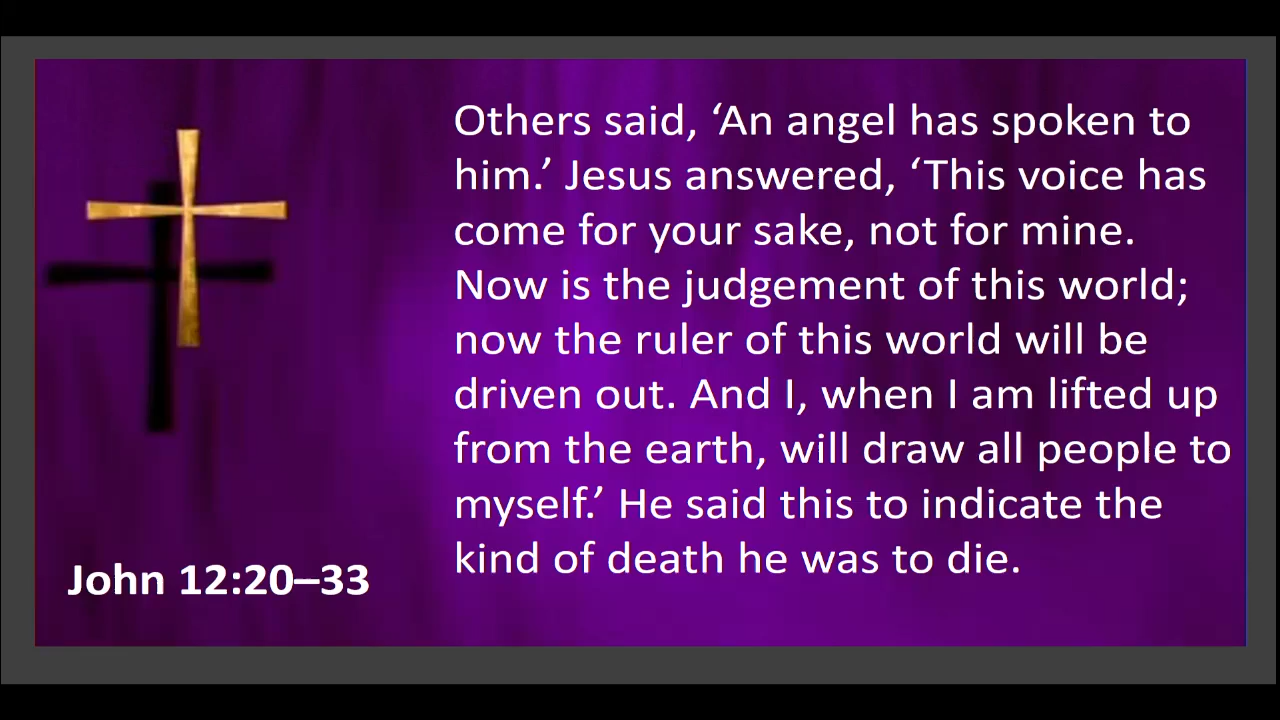 Others said, ‘An angel has spoken to
him.’ Jesus answered, ‘This voice has
come for your sake, not for mine.
Now is the judgement of this world;
now the ruler of this world will be
driven out. And I, when I am lifted up
from the earth, will draw all people to
myself.’ He said this to indicate the
kind of death he was to die.
John 12:20–33